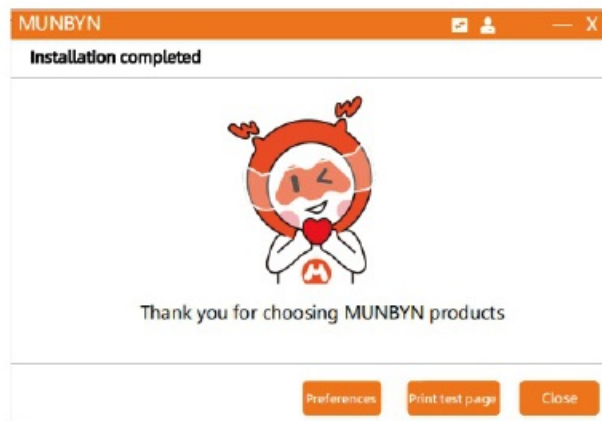 MUNBYN
Installation completed
Thank you for choosing MUNBYN products
Preferences Print test page Close